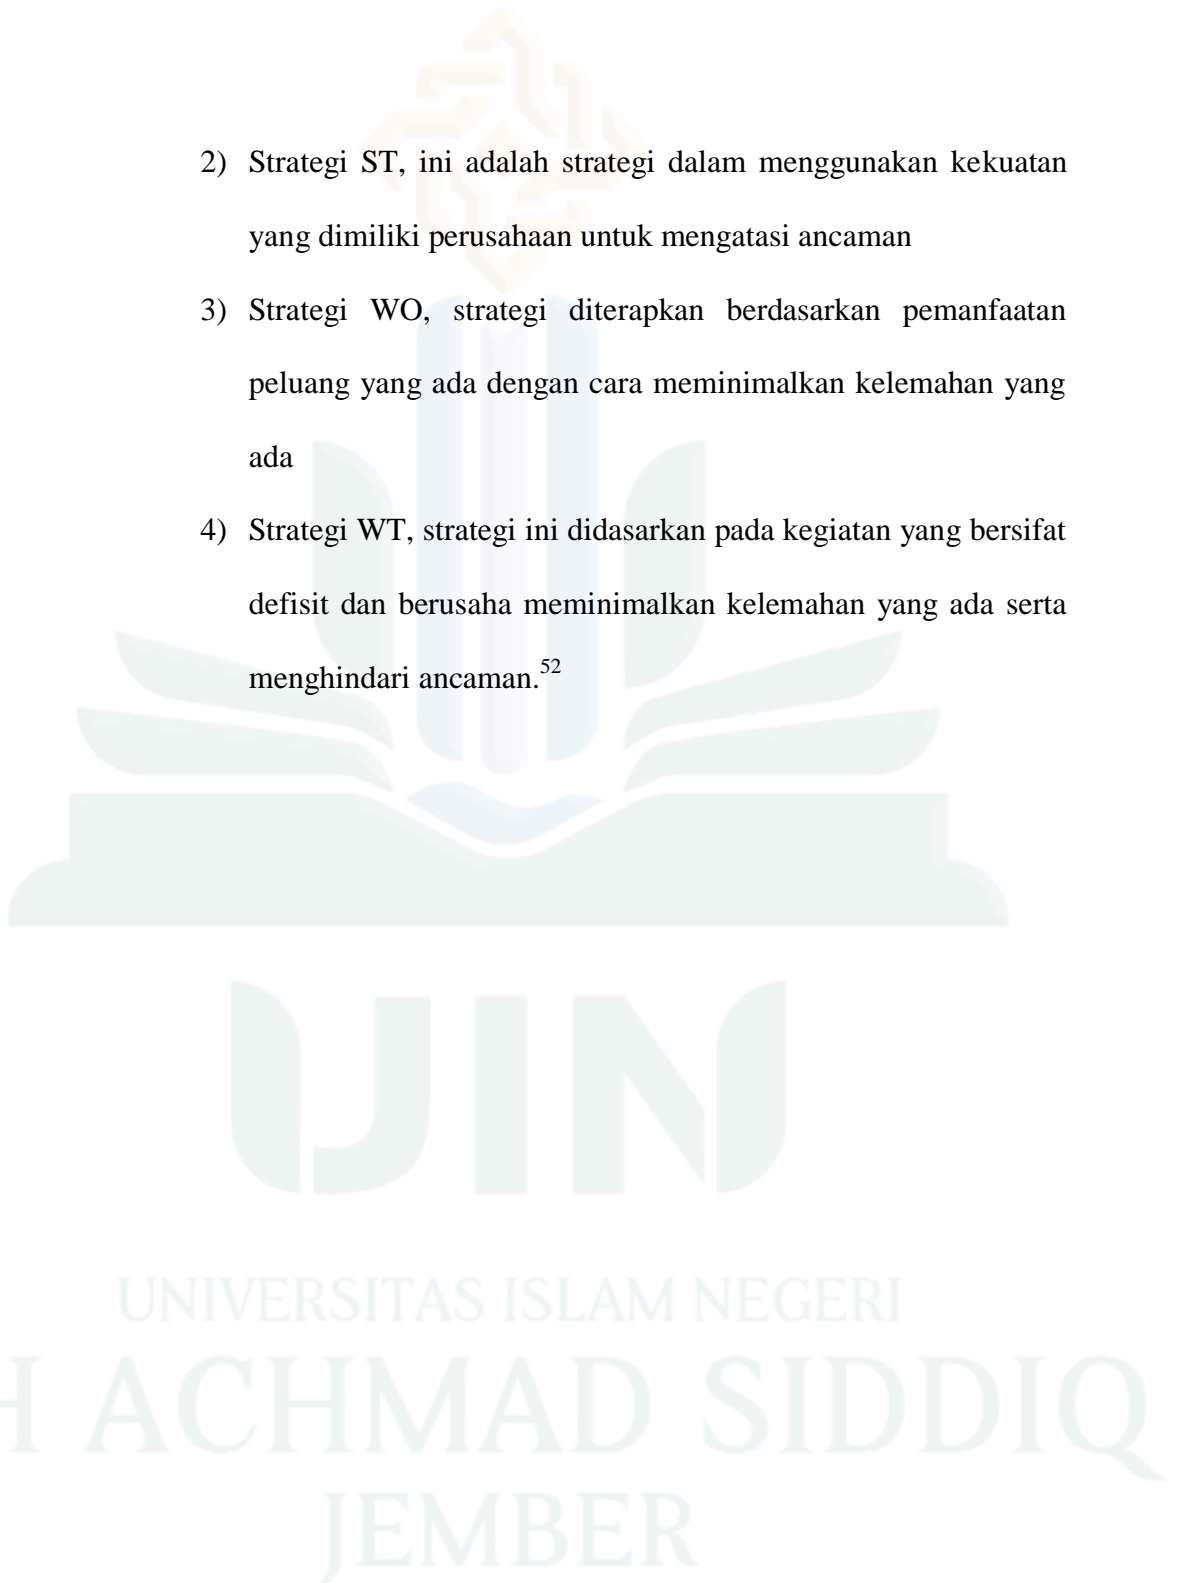 2) Strategi ST, ini adalah strategi dalam menggunakan kekuatan
yang dimiliki perusahaan untuk mengatasi ancaman
3) Strategi WO, strategi diterapkan berdasarkan pemanfaatan
peluang yang ada dengan cara meminimalkan kelemahan yang
ada
4) Strategi WT, strategi ini didasarkan pada kegiatan yang bersifat
defisit dan berusaha meminimalkan kelemahan yang ada serta
menghindari ancaman.52
UIN
UNIVERSITAS ISLAM NEGERI
H ACHMAD SIDDIQ
JEMBER